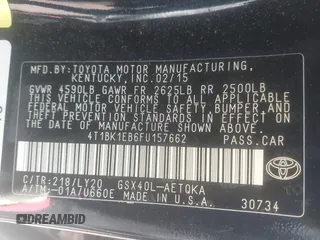 MFD.BY:TOYOTA MOTOR MANUFACTURING,
KENTUCKY, INC.02/15
GVWR 4590LB GAWR FR 2625LB RR 2500LB
THIS VEHICLE CONFORMS TO ALL APPLICABLE
FEDERAL MOTOR VEHICLE SAFETY, BUMPER, AND
THEFT PREVENTION STANDARDS IN EFFECT ON
THE DATE OF MANUFACTURE SHOWN ABOVE.
4T1BK1EB6FU157662 PASS.CAR
C/TR:218/LY20 GSX40L-AETQKA
A/TM:-01A/U660E MADE IN U.S.A. 30734
DREAMBID